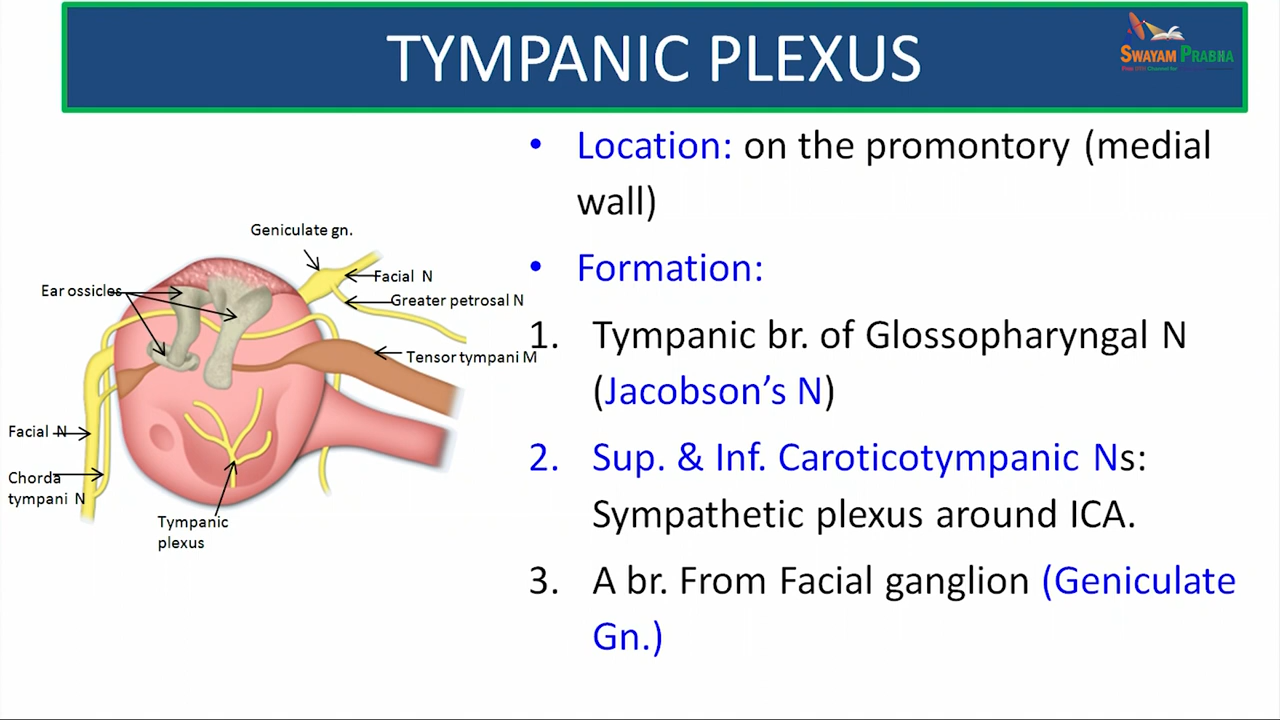 TYMPANIC PLEXUS
SWAYAM PRABHA
• Location: on the promontory (medial
wall)
• Formation:
1. Tympanic br. of Glossopharyngal N
(Jacobson’s N)
2. Sup. & Inf. Caroticotympanic Ns:
Sympathetic plexus around ICA.
3. A br. From Facial ganglion (Geniculate
Gn.)
Geniculate gn.
Facial N
Ear ossicles
Greater petrosal N
Tensor tympani M
Facial N
Chorda
tympani N
Tympanic
plexus